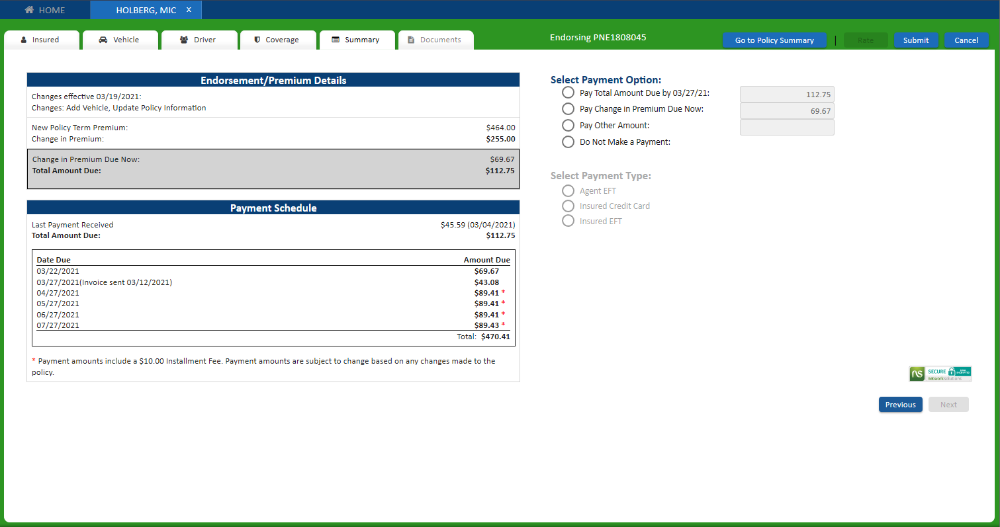 HOME
HOLBERG, MIC X
Insured
Vehicle
Driver
Coverage
Summary
Documents
Endorsing PNE1808045
Go to Policy Summary
|
Rate
Submit
Cancel
Endorsement/Premium Details
Changes effective 03/19/2021:
Changes: Add Vehicle, Update Policy Information
New Policy Term Premium: $464.00
Change in Premium: $255.00
Change in Premium Due Now: $69.67
Total Amount Due: $112.75
Payment Schedule
Last Payment Received $45.59 (03/04/2021)
Total Amount Due: $112.75
Date Due Amount Due
03/22/2021 $69.67
03/27/2021(Invoice sent 03/12/2021) $43.08
04/27/2021 $89.41 *
05/27/2021 $89.41 *
06/27/2021 $89.41 *
07/27/2021 $89.43 *
Total: $470.41
* Payment amounts include a $10.00 Installment Fee. Payment amounts are subject to change based on any changes made to the
policy.
Select Payment Option:
Pay Total Amount Due by 03/27/21: 112.75
Pay Change in Premium Due Now: 69.67
Pay Other Amount:
Do Not Make a Payment:
Select Payment Type:
Agent EFT
Insured Credit Card
Insured EFT
NS
SECURE
networksolutions
Previous
Next